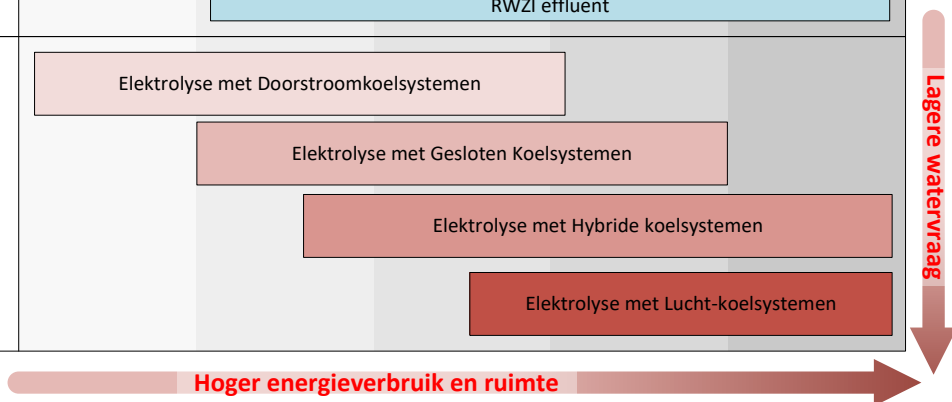 RWZI effluent
Elektrolyse met Doorstroomkoelsystemen
Elektrolyse met Gesloten Koelsystemen
Elektrolyse met Hybride koelsystemen
Elektrolyse met Lucht-koelsystemen
Lagere watervraag
Hoger energieverbruik en ruimte